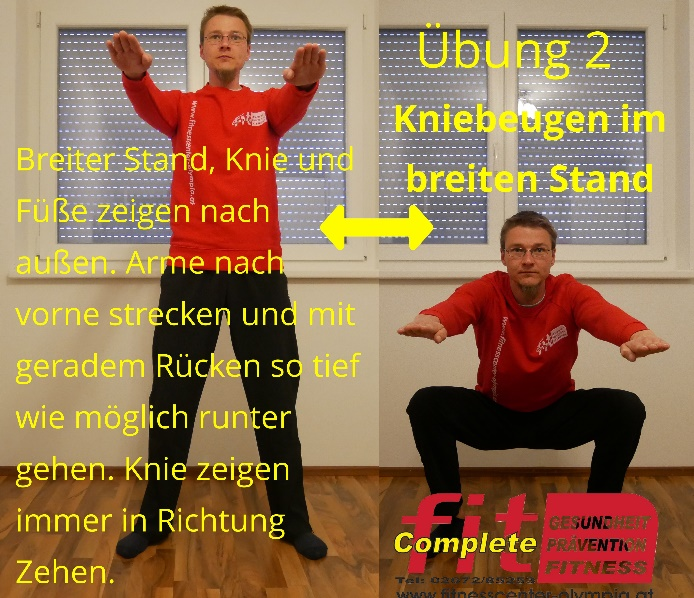 Übung 2
Kniebeugen im
breiten Stand
Breiter Stand, Knie und
Füße zeigen nach
außen. Arme nach
vorne strecken und mit
geradem Rücken so tief
wie möglich runter
gehen. Knie zeigen
immer in Richtung
Zehen.
fit
Complete
GESUNDHEIT
PRÄVENTION
FITNESS
www.fitnesscenter-olympia.at